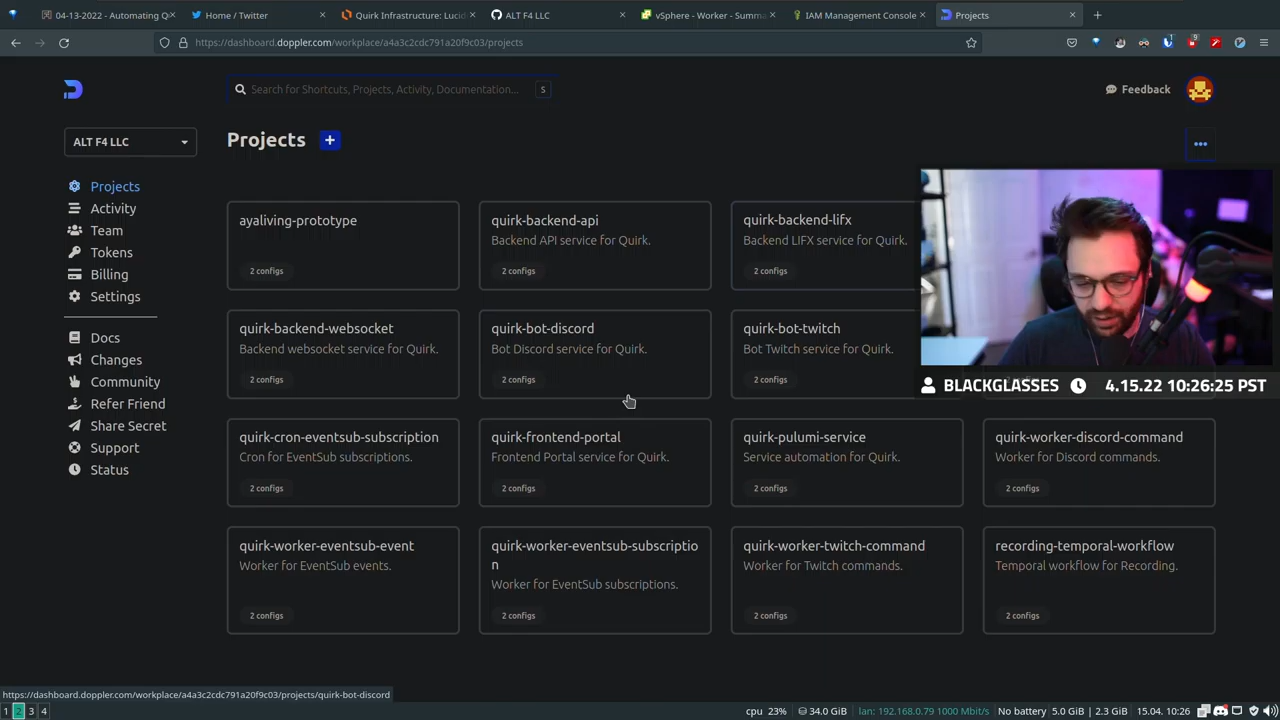 04-13-2022 - Automating Qu
Home / Twitter
Quirk Infrastructure: Lucid
ALT F4 LLC
vSphere - Worker - Summa
IAM Management Console
Projects
https://dashboard.doppler.com/workplace/a4a3c2cdc791a20f9c03/projects
9
Search for Shortcuts, Projects, Activity, Documentation...
S
Feedback
ALT F4 LLC
Projects
Activity
Team
Tokens
Billing
Settings
Docs
Changes
Community
Refer Friend
Share Secret
Support
Status
Projects +
ayaliving-prototype
2 configs
quirk-backend-api
Backend API service for Quirk.
2 configs
quirk-backend-lifx
Backend LIFX service for Quirk.
2 configs
quirk-backend-websocket
Backend websocket service for Quirk.
2 configs
quirk-bot-discord
Bot Discord service for Quirk.
2 configs
quirk-bot-twitch
Bot Twitch service for Quirk.
2 configs
BLACKGLASSES 4.15.22 10:26:25 PST
quirk-cron-eventsub-subscription
Cron for EventSub subscriptions.
2 configs
quirk-frontend-portal
Frontend Portal service for Quirk.
2 configs
quirk-pulumi-service
Service automation for Quirk.
2 configs
quirk-worker-discord-command
Worker for Discord commands.
2 configs
quirk-worker-eventsub-event
Worker for EventSub events.
2 configs
quirk-worker-eventsub-subscriptio
n
Worker for EventSub subscriptions.
2 configs
quirk-worker-twitch-command
Worker for Twitch commands.
2 configs
recording-temporal-workflow
Temporal workflow for Recording.
2 configs
https://dashboard.doppler.com/workplace/a4a3c2cdc791a20f9c03/projects/quirk-bot-discord
1 2 3 4
cpu 23% 34.0 GiB lan: 192.168.0.79 1000 Mbit/s No battery 5.0 GiB | 2.3 GiB 15.04. 10:26